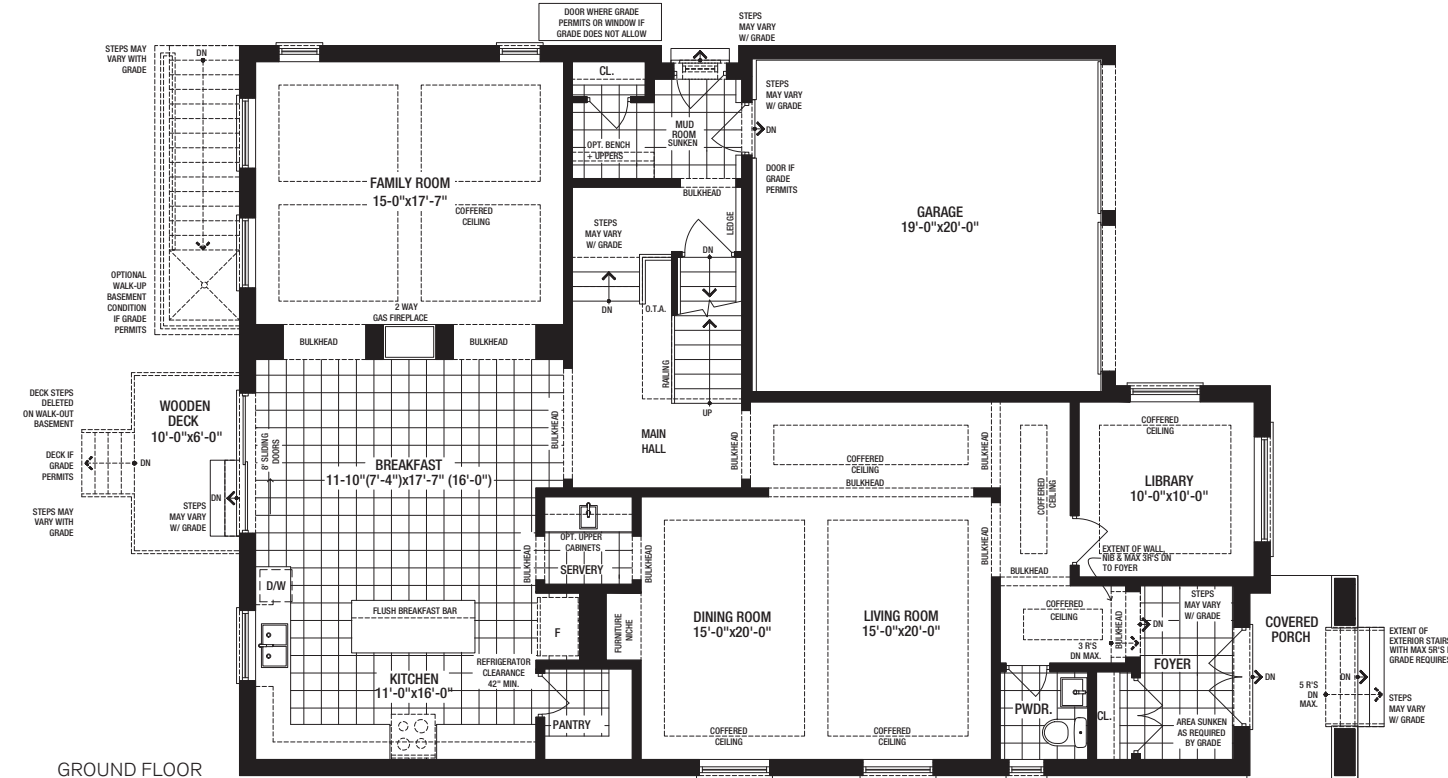 DOOR WHERE GRADE
PERMITS OR WINDOW IF
GRADE DOES NOT ALLOW
STEPS
MAY VARY
W/ GRADE
STEPS MAY
VARY WITH
GRADE
DN
CL.
STEPS
MAY VARY
W/ GRADE
DN
MUD
ROOM
SUNKEN
OPT. BENCH
+ UPPERS
DOOR IF
GRADE
PERMITS
FAMILY ROOM
15-0"x17'-7"
COFFERED
CEILING
BULKHEAD
LEDGE
STEPS
MAY VARY
W/ GRADE
DN
GARAGE
19'-0"x20'-0"
OPTIONAL
WALK-UP
BASEMENT
CONDITION
IF GRADE
PERMITS
2 WAY
GAS FIREPLACE
DN
O.T.A.
BULKHEAD
BULKHEAD
RAILING
UP
DECK STEPS
DELETED
ON WALK-OUT
BASEMENT
WOODEN
DECK
10'-0"x6'-0"
DECK IF
GRADE
PERMITS
DN
STEPS MAY
VARY WITH
GRADE
DN
STEPS
MAY VARY
W/ GRADE
8' SLIDING
DOORS
BREAKFAST
11-10"(7'-4")x17'-7" (16'-0")
BULKHEAD
MAIN
HALL
BULKHEAD
COFFERED
CEILING
BULKHEAD
BULKHEAD
COFFERED
CEILING
COFFERED
CEILING
LIBRARY
10'-0"x10'-0"
EXTENT OF WALL
NIB & MAX 3R'S DN
TO FOYER
BULKHEAD
OPT. UPPER
CABINETS
SERVERY
BULKHEAD
BULKHEAD
BULKHEAD
D/W
FLUSH BREAKFAST BAR
F
FURNITURE
NICHE
DINING ROOM
15'-0"x20'-0"
LIVING ROOM
15'-0"x20'-0"
COFFERED
CEILING
3 R'S
DN MAX.
BULKHEAD
DN
STEPS
MAY VARY
W/ GRADE
FOYER
COVERED
PORCH
DN
EXTENT OF
EXTERIOR STAIRS
WITH MAX 5R'S
GRADE REQUIRES
5 R'S
DN
MAX.
DN
STEPS
MAY VARY
W/ GRADE
KITCHEN
11'-0"x16'-0"
REFRIGERATOR
CLEARANCE
42" MIN.
PANTRY
COFFERED
CEILING
COFFERED
CEILING
PWDR.
CL.
AREA SUNKEN
AS REQUIRED
BY GRADE
GROUND FLOOR